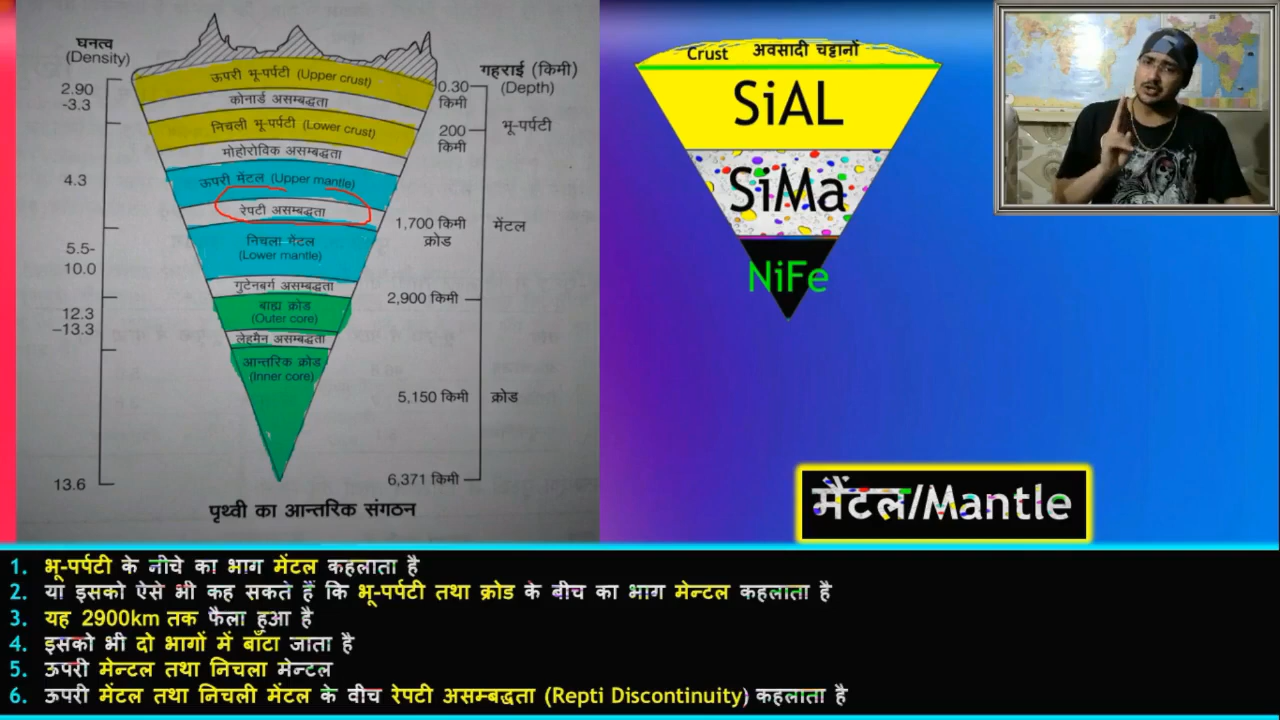 घनत्व
(Density)
2.90
-3.3
4.3
5.5-
10.0
12.3
–13.3
13.6
ऊपरी भू-पर्पटी (Upper crust)
कोनार्ड असम्बद्धता
निचली भू-पर्पटी (Lower crust)
मोहोरोविक असम्बद्धता
ऊपरी मेंटल (Upper mantle)
रेपटी असम्बद्धता
निचला मेंटल
(Lower mantle)
गुटेनबर्ग असम्बद्धता
बाह्य क्रोड
(Outer core)
लेहमैन असम्बद्धता
आन्तरिक क्रोड
(Inner core)
गहराई (किमी)
(Depth)
0.30
किमी
200
किमी
भू-पर्पटी
1,700 किमी
क्रोड
मेंटल
2,900 किमी
5,150 किमी
क्रोड
6,371 किमी
पृथ्वी का आन्तरिक संगठन
Crust अवसादी चट्टानों
SiAL
SiMa
NiFe
मैंटल/Mantle
1. भू-पर्पटी के नीचे का भाग मेंटल कहलाता है
2. या इसको ऐसे भी कह सकते हैं कि भू-पर्पटी तथा क्रोड के बीच का भाग मेन्टल कहलाता है
3. यह 2900km तक फैला हुआ है
4. इसको भी दो भागों में बाँटा जाता है
5. ऊपरी मेन्टल तथा निचला मेन्टल
6. ऊपरी मेंटल तथा निचली मेंटल के वीच रेपटी असम्बद्धता (Repti Discontinuity) कहलाता है